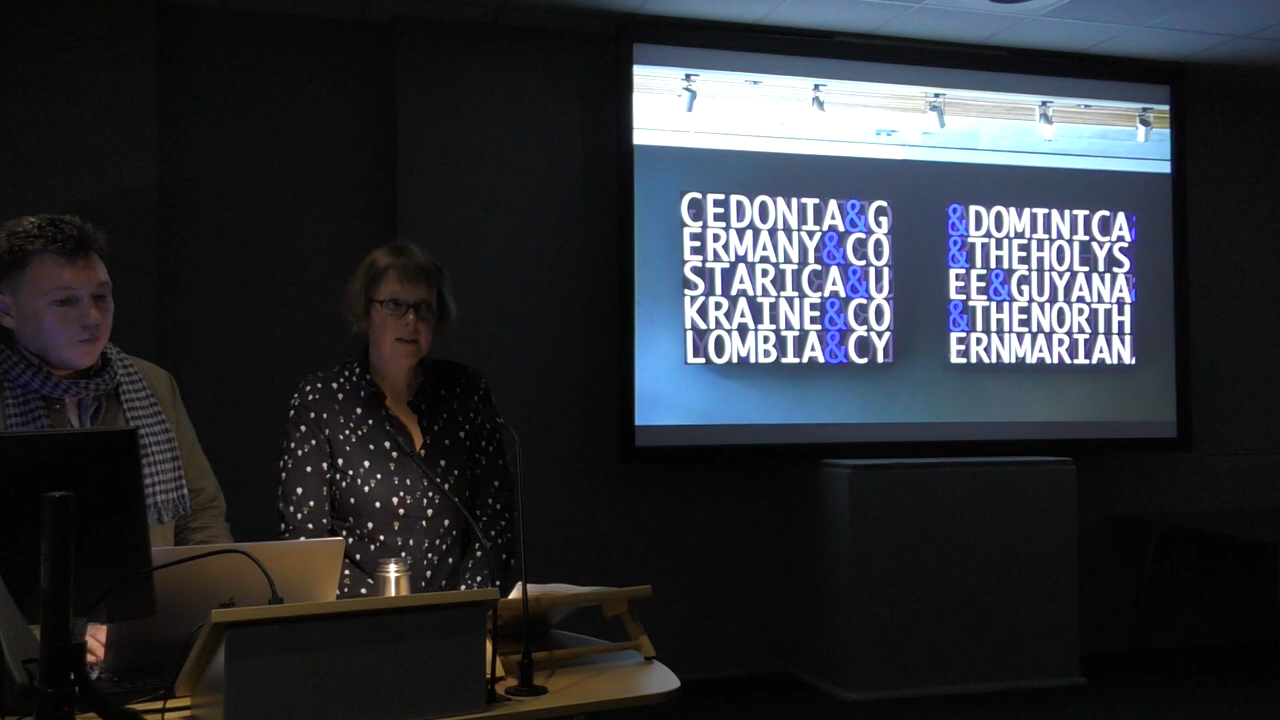 CEDONIA&G
ERMANY&CO
STARICA&U
KRAINE&CO
LOMBIA&CY
&DOMINICA
&THEHOLYS
EE&GUYANA
&THENORTH
ERNMARIAN